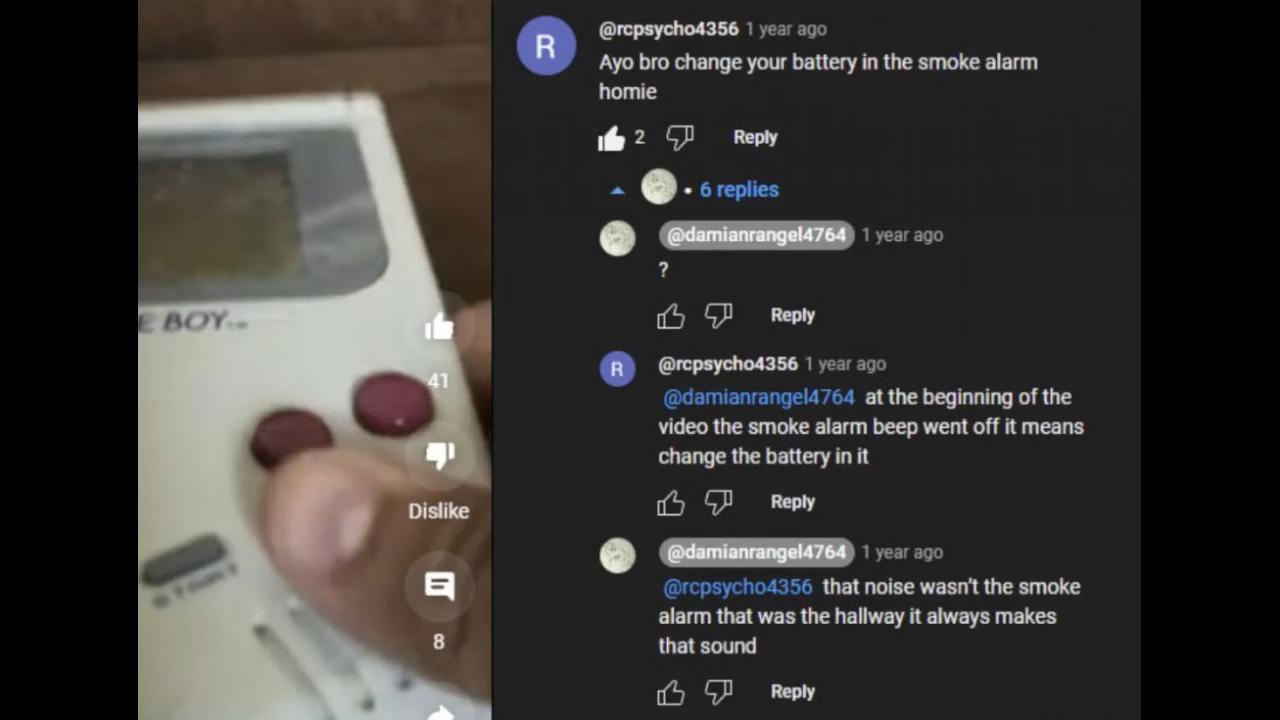 E BOY
41
Dislike
8
R
@rcpsycho4356 1 year ago
Ayo bro change your battery in the smoke alarm
homie
2 Reply
• 6 replies
@damianrangel4764 1 year ago
?
Reply
R
@rcpsycho4356 1 year ago
@damianrangel4764 at the beginning of the
video the smoke alarm beep went off it means
change the battery in it
Reply
@damianrangel4764 1 year ago
@rcpsycho4356 that noise wasn't the smoke
alarm that was the hallway it always makes
that sound
Reply